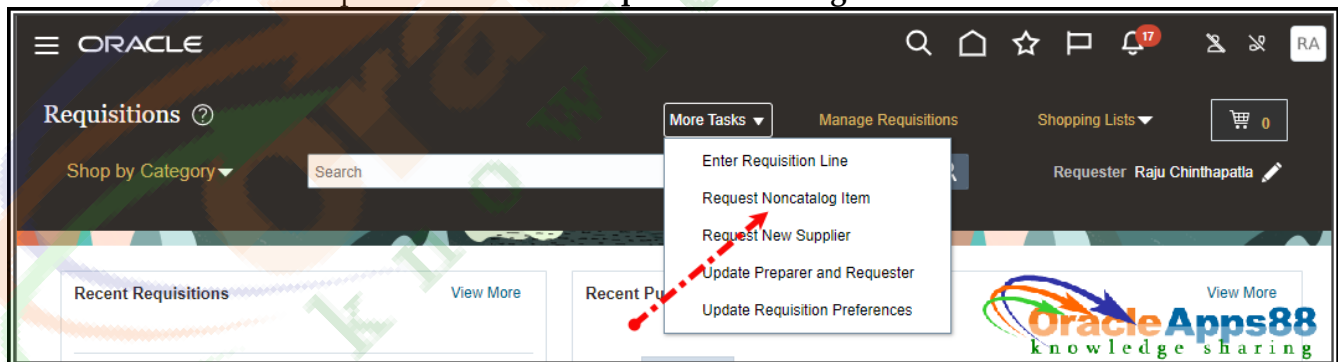 ORACLE
17
RA
Requisitions
More Tasks
Manage Requisitions
Shopping Lists
0
Shop by Category
Search
Requester Raju Chinthapatla
Enter Requisition Line
Request Noncatalog Item
Request New Supplier
Update Preparer and Requester
Update Requisition Preferences
Recent Requisitions
View More
Recent Pu
View More
OracleApps88
knowledge sharing